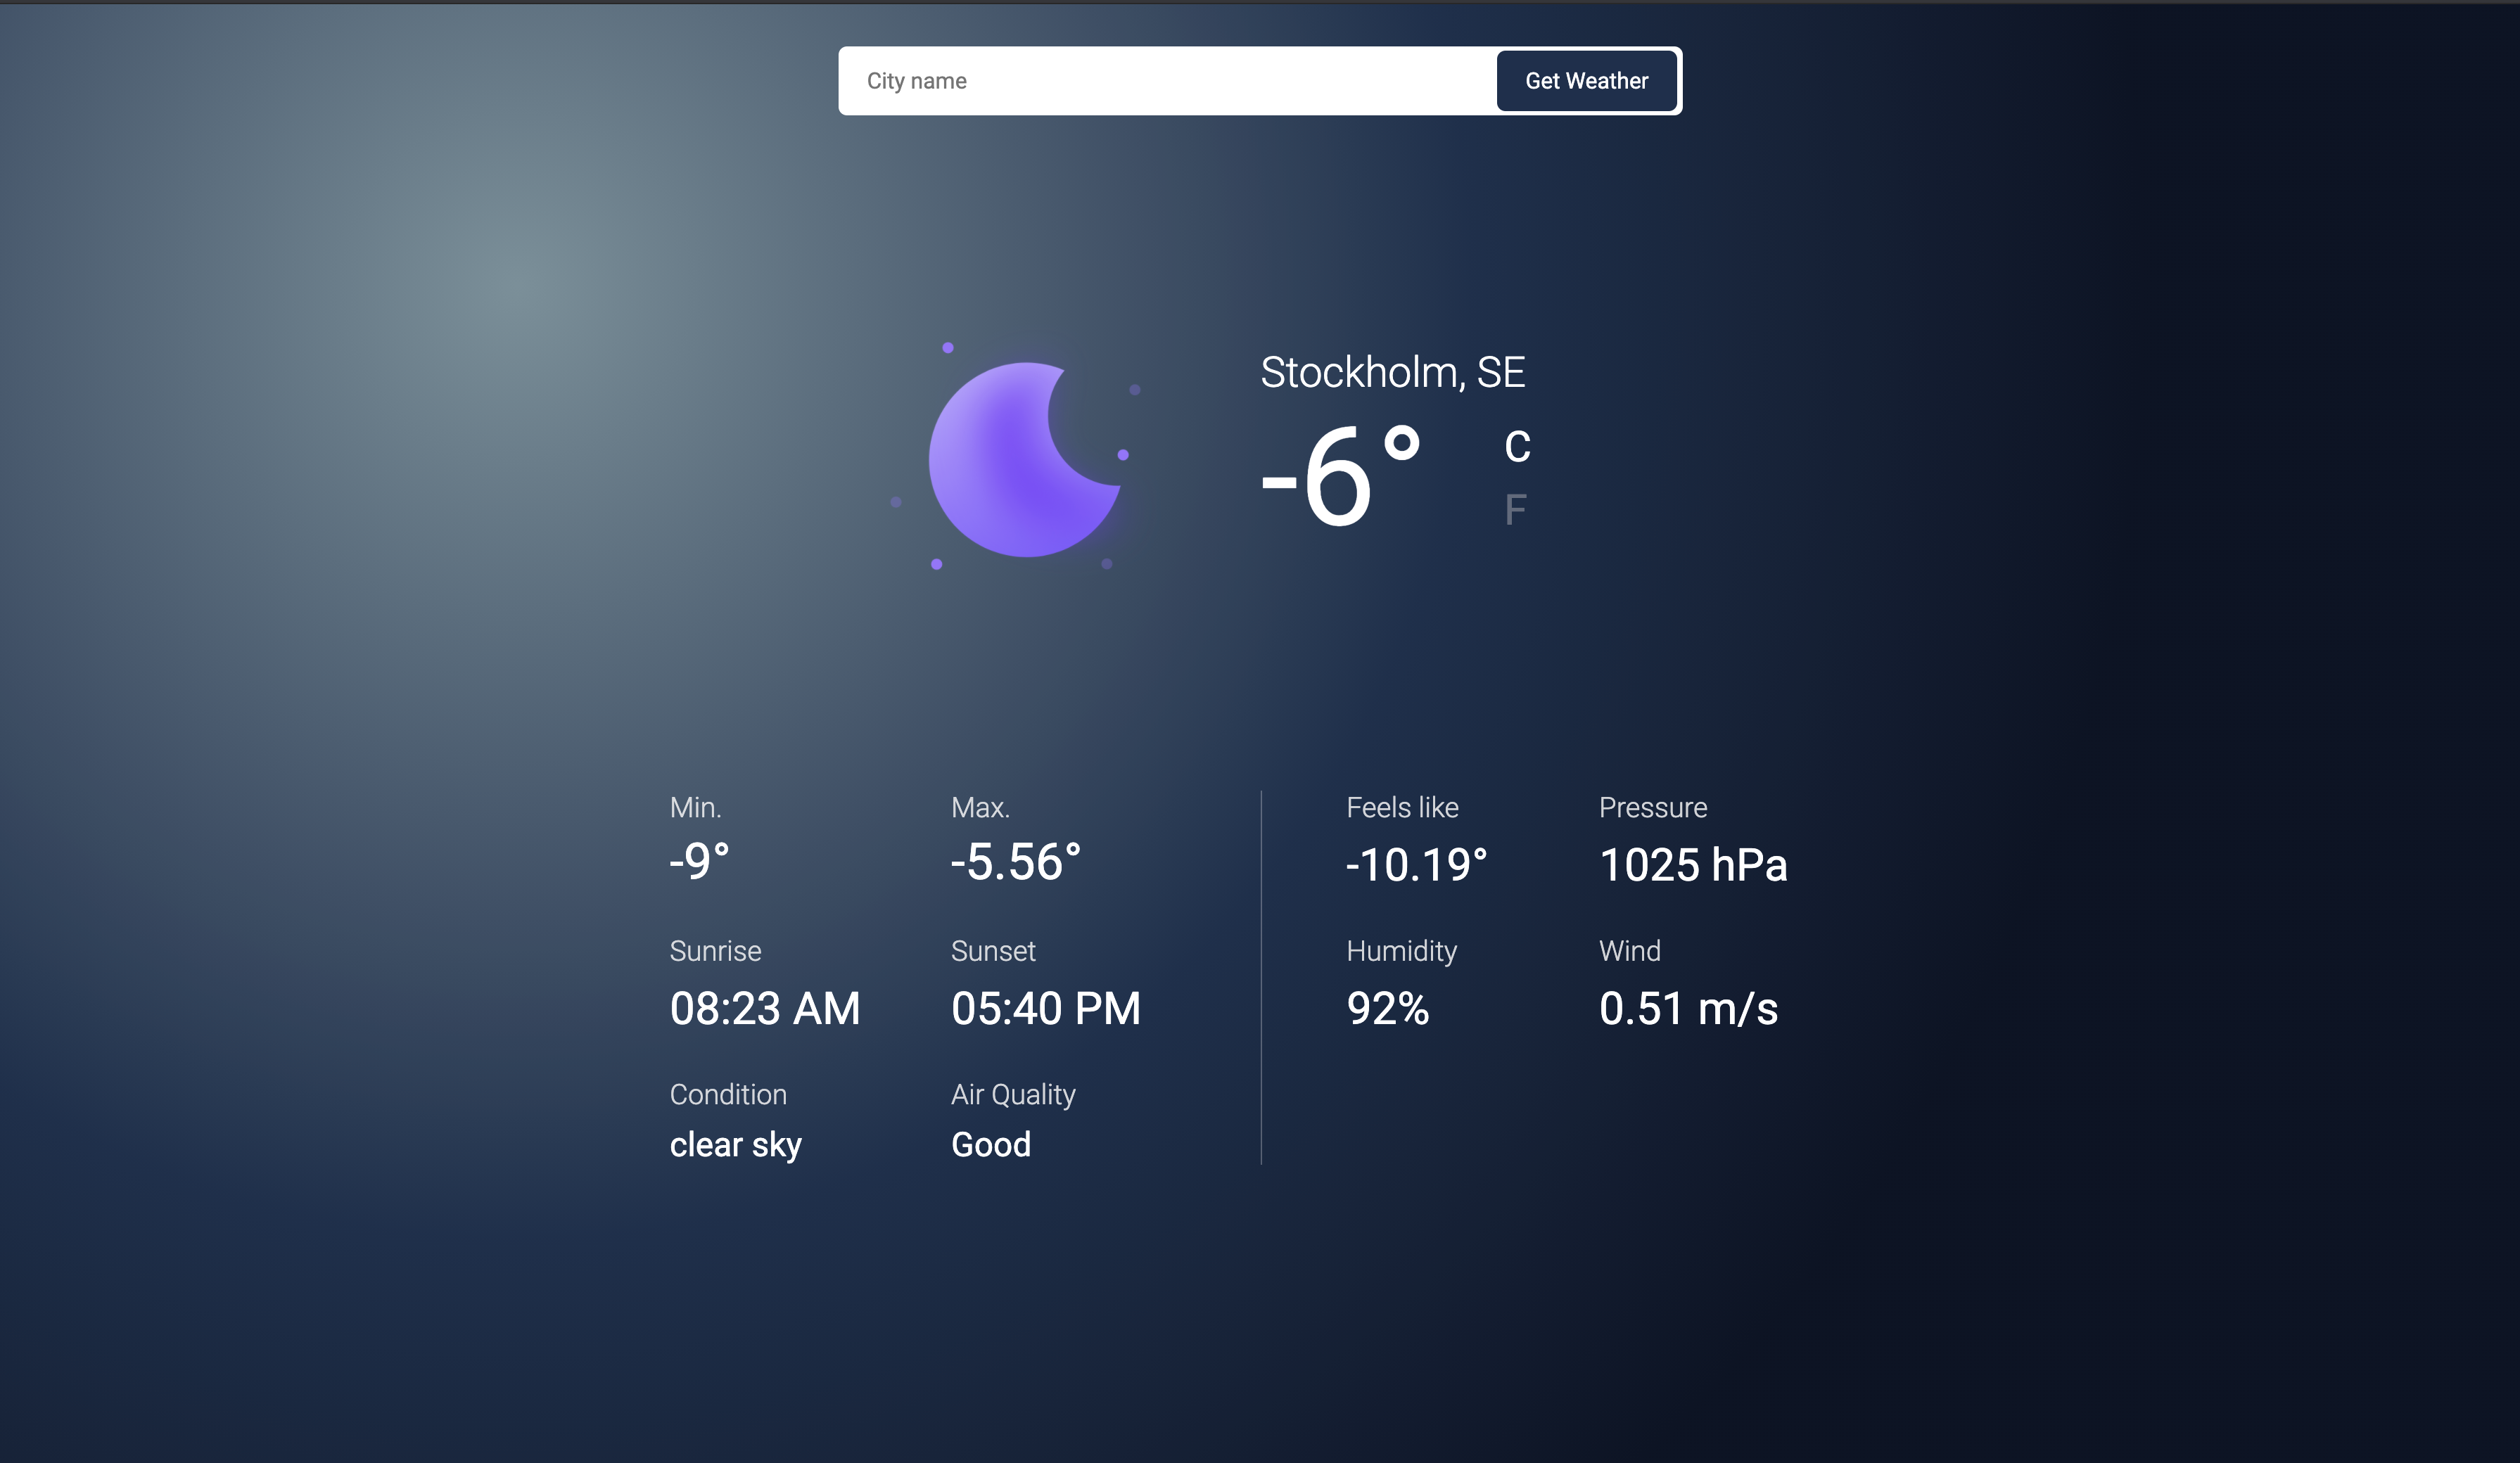 City name
Get Weather
Stockholm, SE
-6°
C
F
Min.
-9°
Max.
-5.56°
Sunrise
08:23 AM
Sunset
05:40 PM
Condition
clear sky
Air Quality
Good
Feels like
-10.19°
Pressure
1025 hPa
Humidity
92%
Wind
0.51 m/s